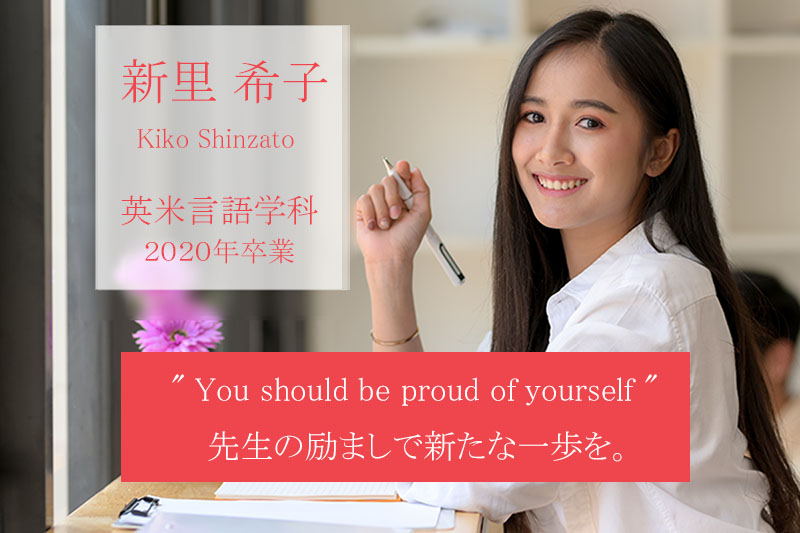 新里 希子
Kiko Shinzato
英米言語学科
2020年卒業
" You should be proud of yourself "
先生の励ましで新たな一歩を。